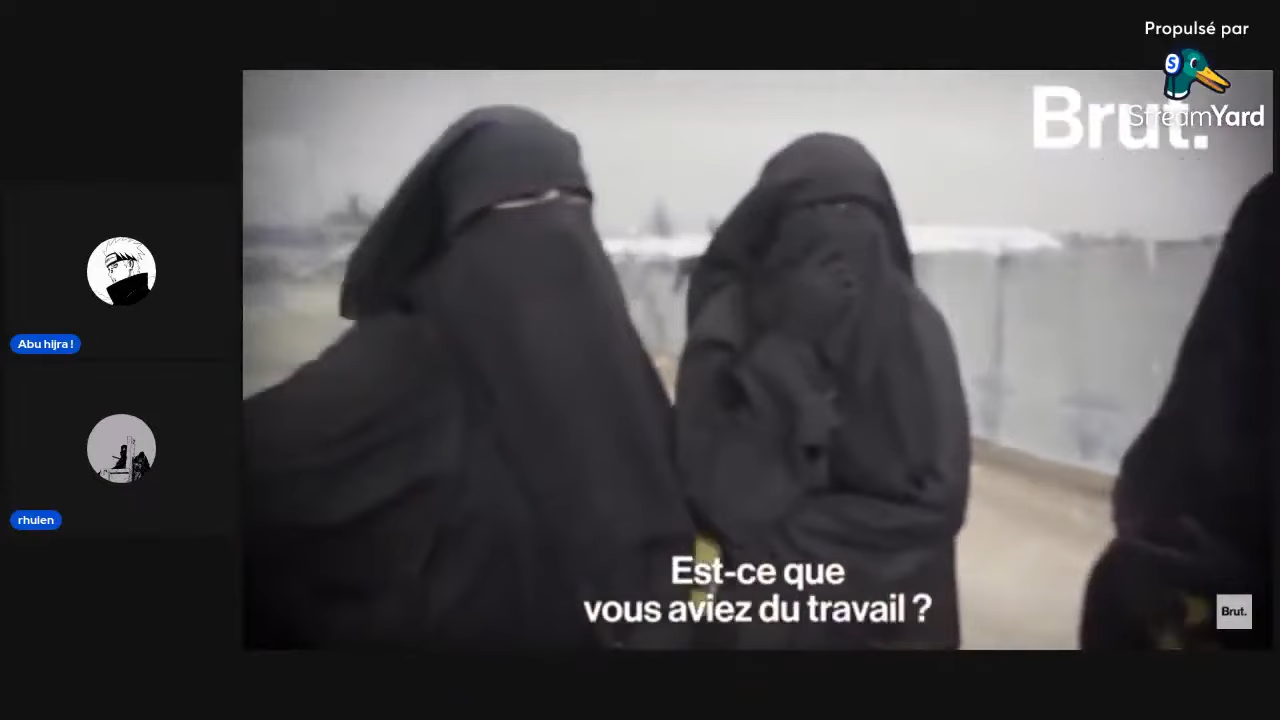 Propulsé par
StreamYard
Brut.
Abu hijra !
rhuien
Est-ce que
vous aviez du travail ?
Brut.